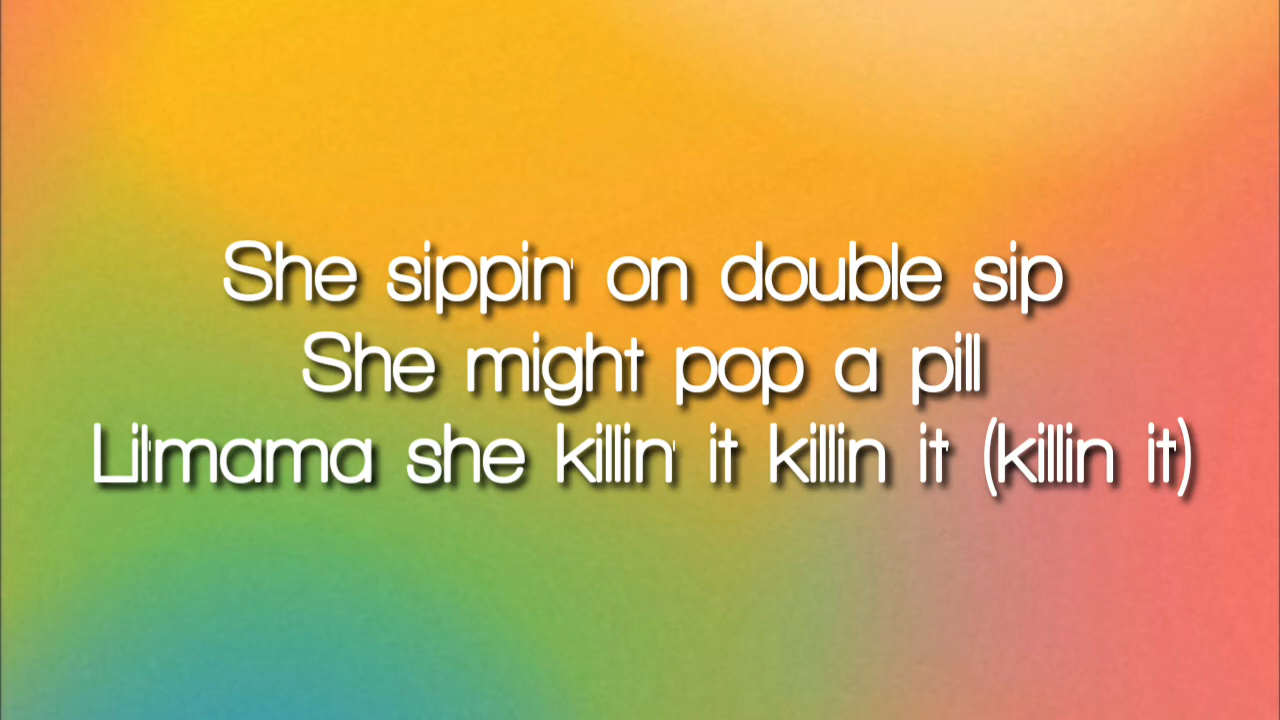 She sippin' on double sip
She might pop a pill
Lil'mama she killin' it killin it (killin it)